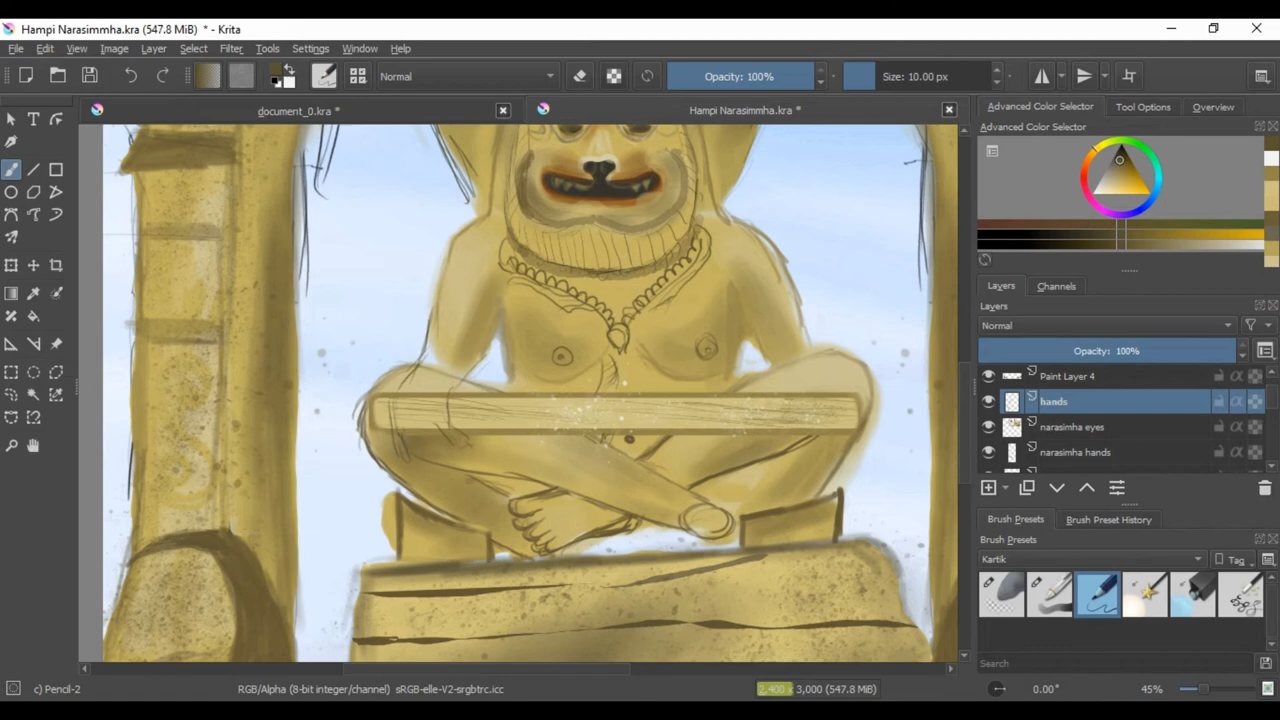 Hampi Narasimmha.kra (547.8 MiB) * - Krita
File Edit View Image Layer Select Filter Tools Settings Window Help
Normal Opacity: 100% Size: 10.00 px
document_0.kra * Hampi Narasimmha.kra * Advanced Color Selector Tool Options Overview
Advanced Color Selector
Layers Channels
Layers
Normal
Opacity: 100%
Paint Layer 4
hands
narasimha eyes
narasimha hands
Brush Presets Brush Preset History
Brush Presets
Kartik Tag
Search
c) Pencil-2 RGB/Alpha (8-bit integer/channel) sRGB-elle-V2-srgbtrc.icc 2,400 x 3,000 (547.8 MiB) 0.00° 45%